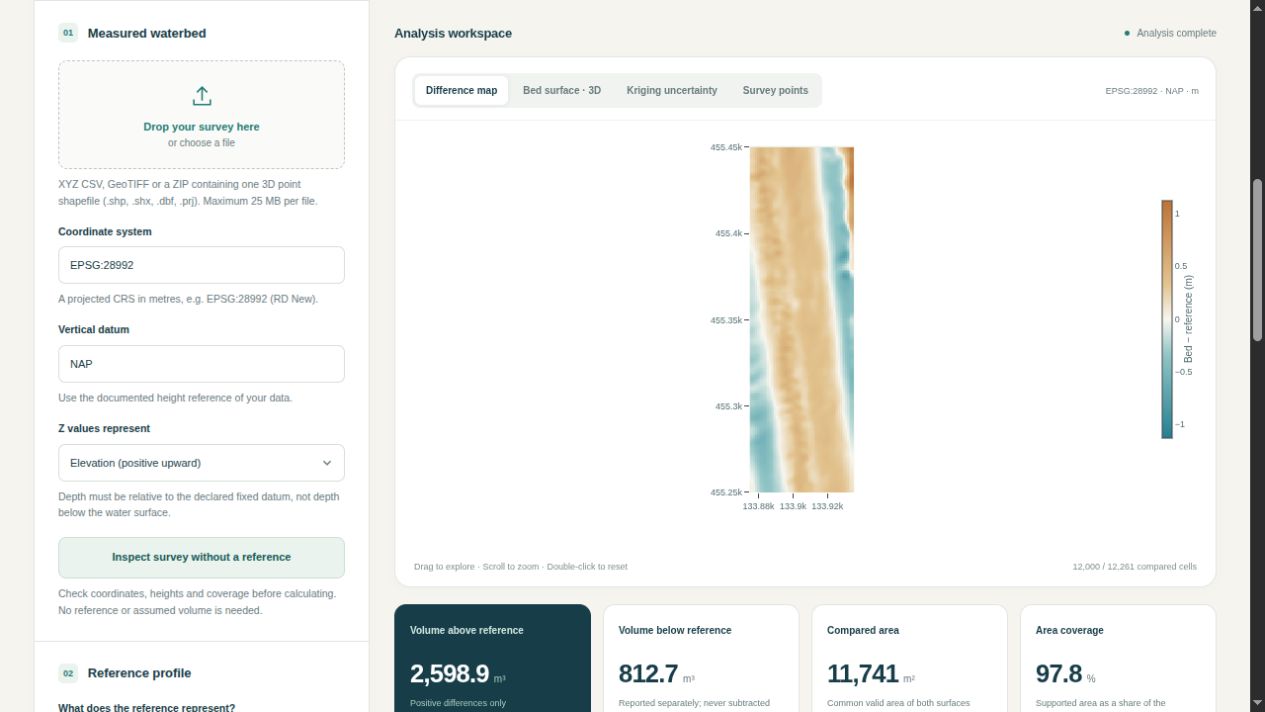 01 Measured waterbed
Drop your survey here
or choose a file
XYZ CSV, GeoTIFF or a ZIP containing one 3D point
shapefile (.shp, .shx, .dbf, .prj). Maximum 25 MB per file.
Coordinate system
EPSG:28992
A projected CRS in metres, e.g. EPSG:28992 (RD New).
Vertical datum
NAP
Use the documented height reference of your data.
Z values represent
Elevation (positive upward)
Depth must be relative to the declared fixed datum, not depth
below the water surface.
Inspect survey without a reference
Check coordinates, heights and coverage before calculating.
No reference or assumed volume is needed.
02 Reference profile
What does the reference represent?
Analysis workspace
Analysis complete
Difference map
Bed surface · 3D
Kriging uncertainty
Survey points
EPSG:28992 · NAP · m
455.45k
455.4k
455.35k
455.3k
455.25k
133.88k 133.9k 133.92k
1
0.5
0
−0.5
−1
Bed − reference (m)
Drag to explore · Scroll to zoom · Double-click to reset
12,000 / 12,261 compared cells
Volume above reference
2,598.9 m³
Positive differences only
Volume below reference
812.7 m³
Reported separately; never subtracted
Compared area
11,741 m²
Common valid area of both surfaces
Area coverage
97.8 %
Supported area as a share of the